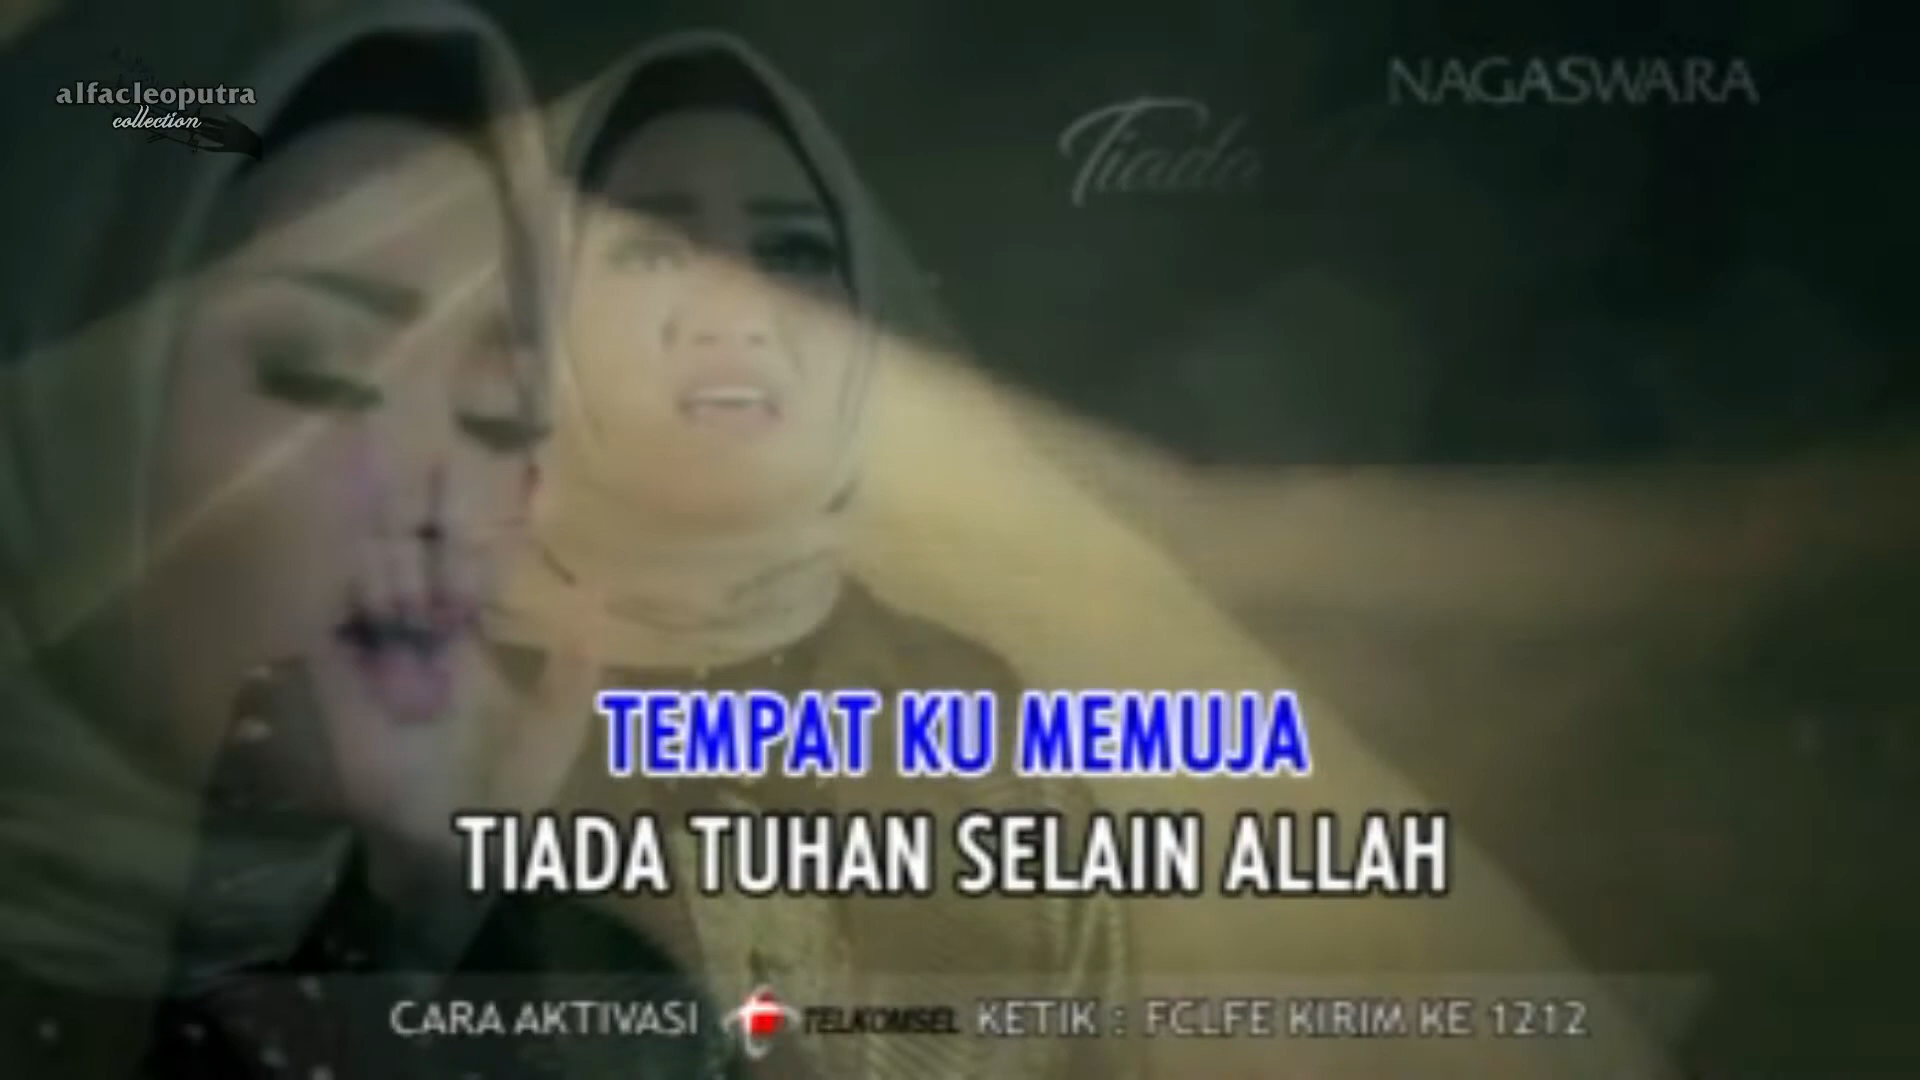 alfacleoputra
collection
NAGASWARA
Tiada
TEMPAT KU MEMUJA
TIADA TUHAN SELAIN ALLAH
CARA AKTIVASI TELKOMSEL KETIK : FCLFE KIRIM KE 1212